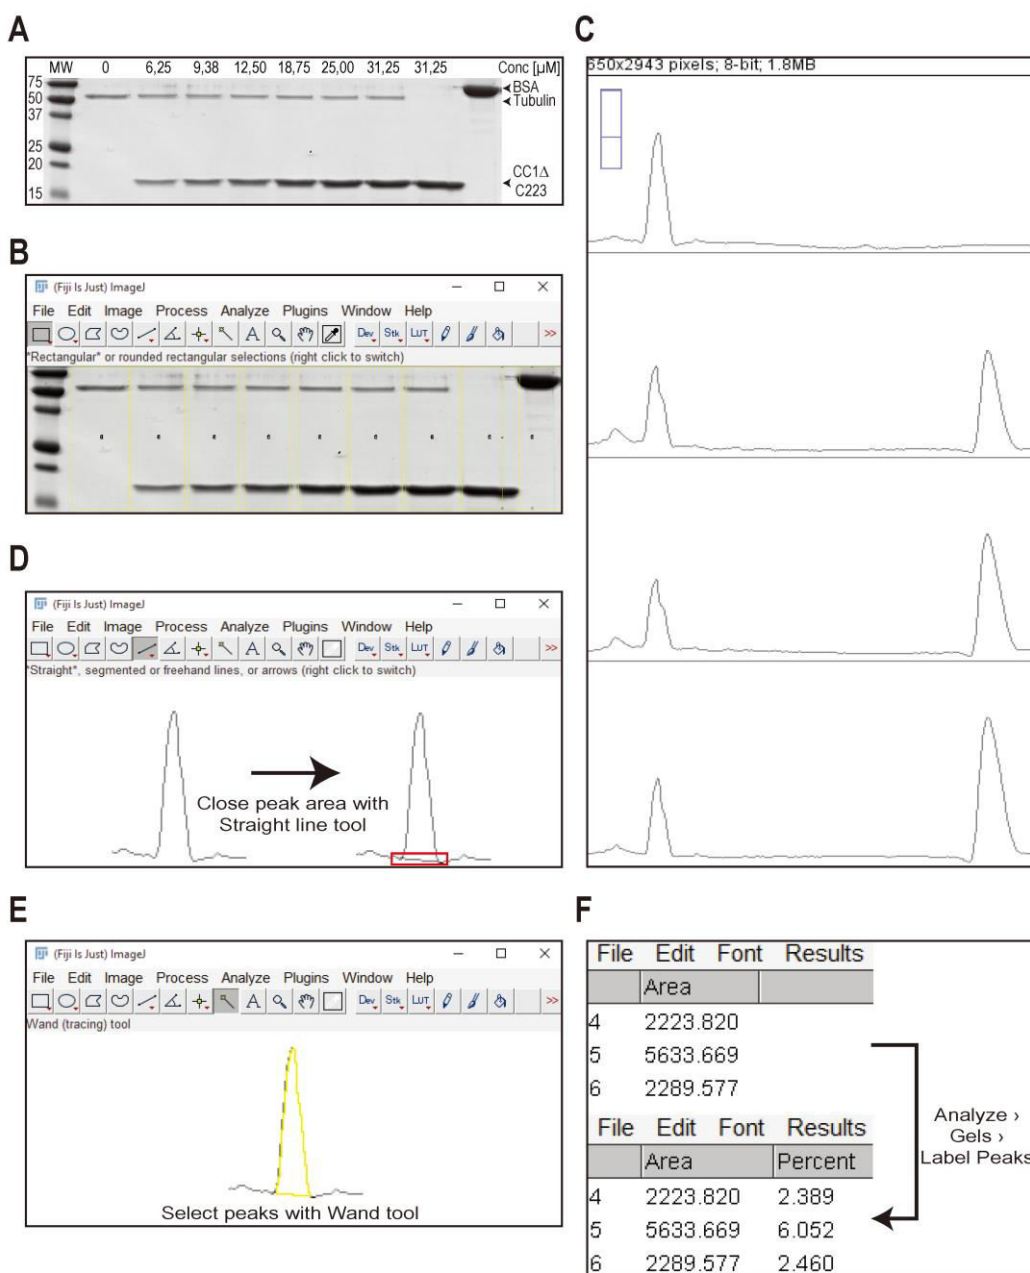 A
MW 0 6,25 9,38 12,50 18,75 25,00 31,25 31,25 Conc [µM]
75
50
37
25
20
15
BSA
Tubulin
CC1Δ
C223
B
(Fiji Is Just) ImageJ
File Edit Image Process Analyze Plugins Window Help
Dev Stk LUT >>
*Rectangular* or rounded rectangular selections (right click to switch)
C
650x2943 pixels; 8-bit; 1.8MB
D
(Fiji Is Just) ImageJ
File Edit Image Process Analyze Plugins Window Help
A Dev Stk LUT >>
*Straight*, segmented or freehand lines, or arrows (right click to switch)
Close peak area with
Straight line tool
E
(Fiji Is Just) ImageJ
File Edit Image Process Analyze Plugins Window Help
A Dev Stk LUT >>
Wand (tracing) tool
Select peaks with Wand tool
F
File Edit Font Results
Area
4 2223.820
5 5633.669
6 2289.577
File Edit Font Results
Area Percent
4 2223.820 2.389
5 5633.669 6.052
6 2289.577 2.460
Analyze ›
Gels ›
Label Peaks